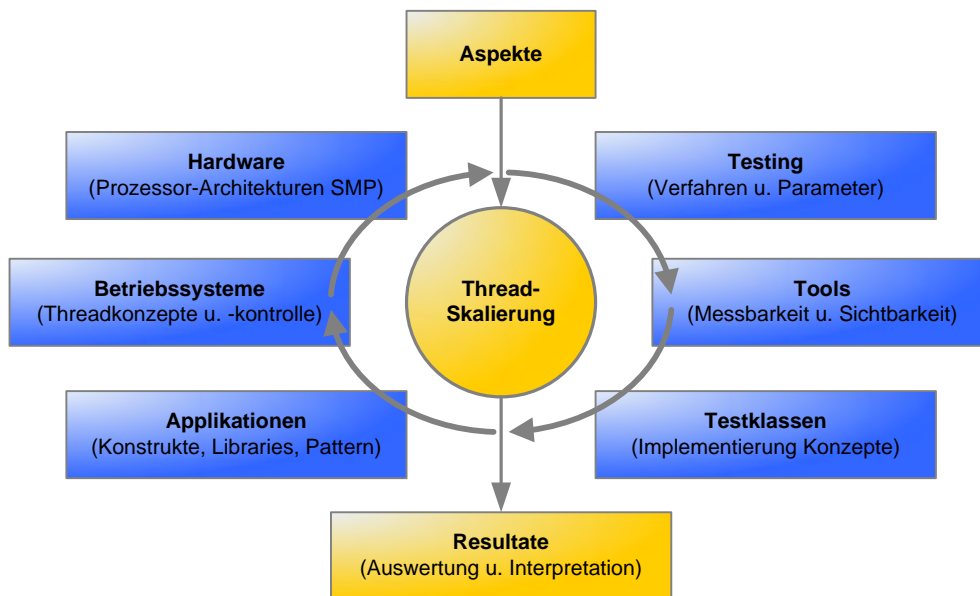 Aspekte
Hardware
(Prozessor-Architekturen SMP)
Testing
(Verfahren u. Parameter)
Betriebssysteme
(Threadkonzepte u. -kontrolle)
Thread-
Skalierung
Tools
(Messbarkeit u. Sichtbarkeit)
Applikationen
(Konstrukte, Libraries, Pattern)
Testklassen
(Implementierung Konzepte)
Resultate
(Auswertung u. Interpretation)